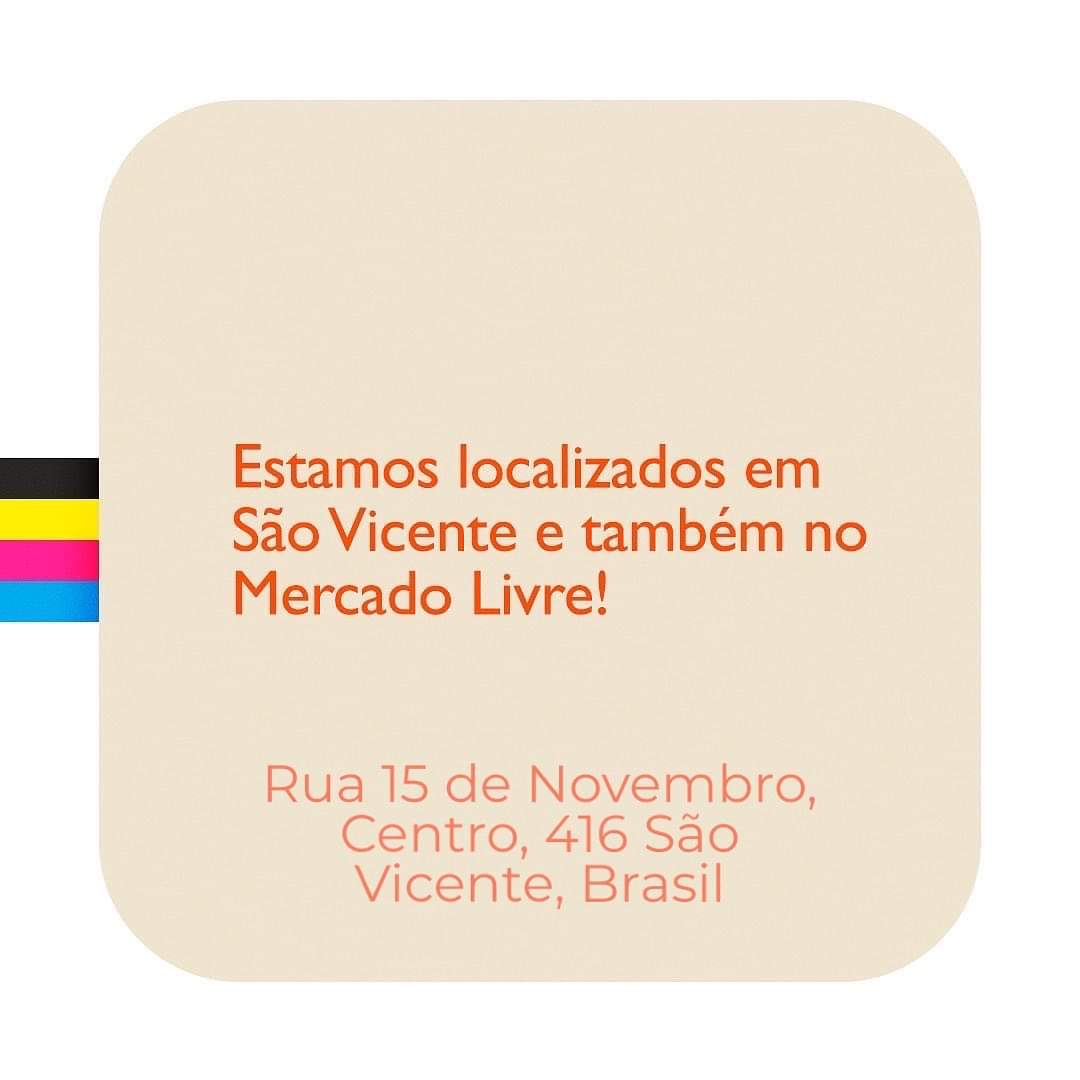 Estamos localizados em
São Vicente e também no
Mercado Livre!
Rua 15 de Novembro,
Centro, 416 São
Vicente, Brasil